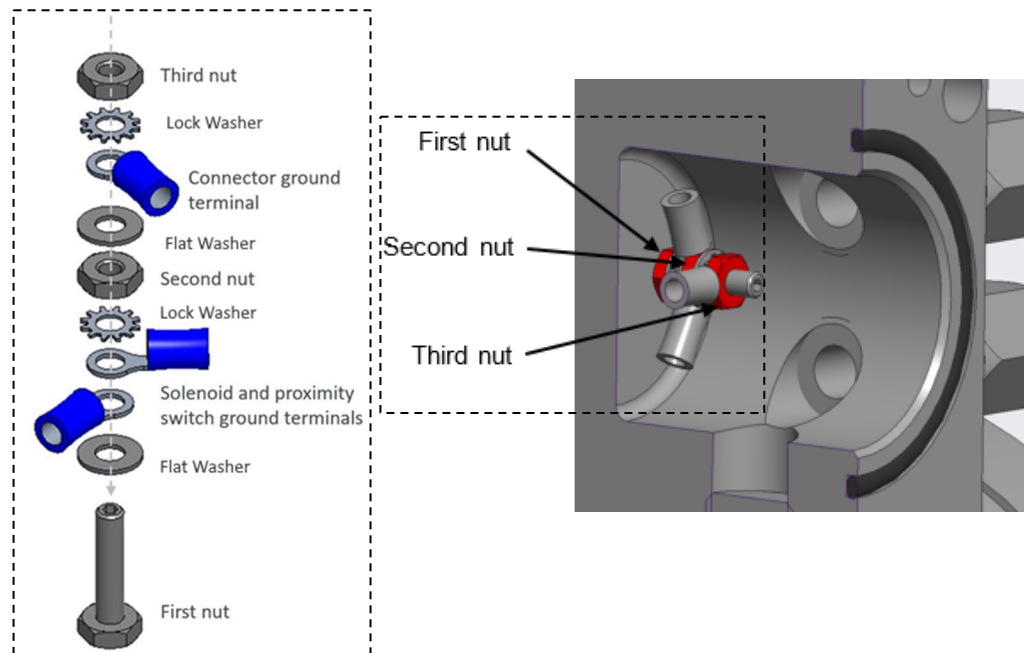 Third nut
Lock Washer
Connector ground
terminal
Flat Washer
Second nut
Lock Washer
Solenoid and proximity
switch ground terminals
Flat Washer
First nut
First nut
Second nut
Third nut